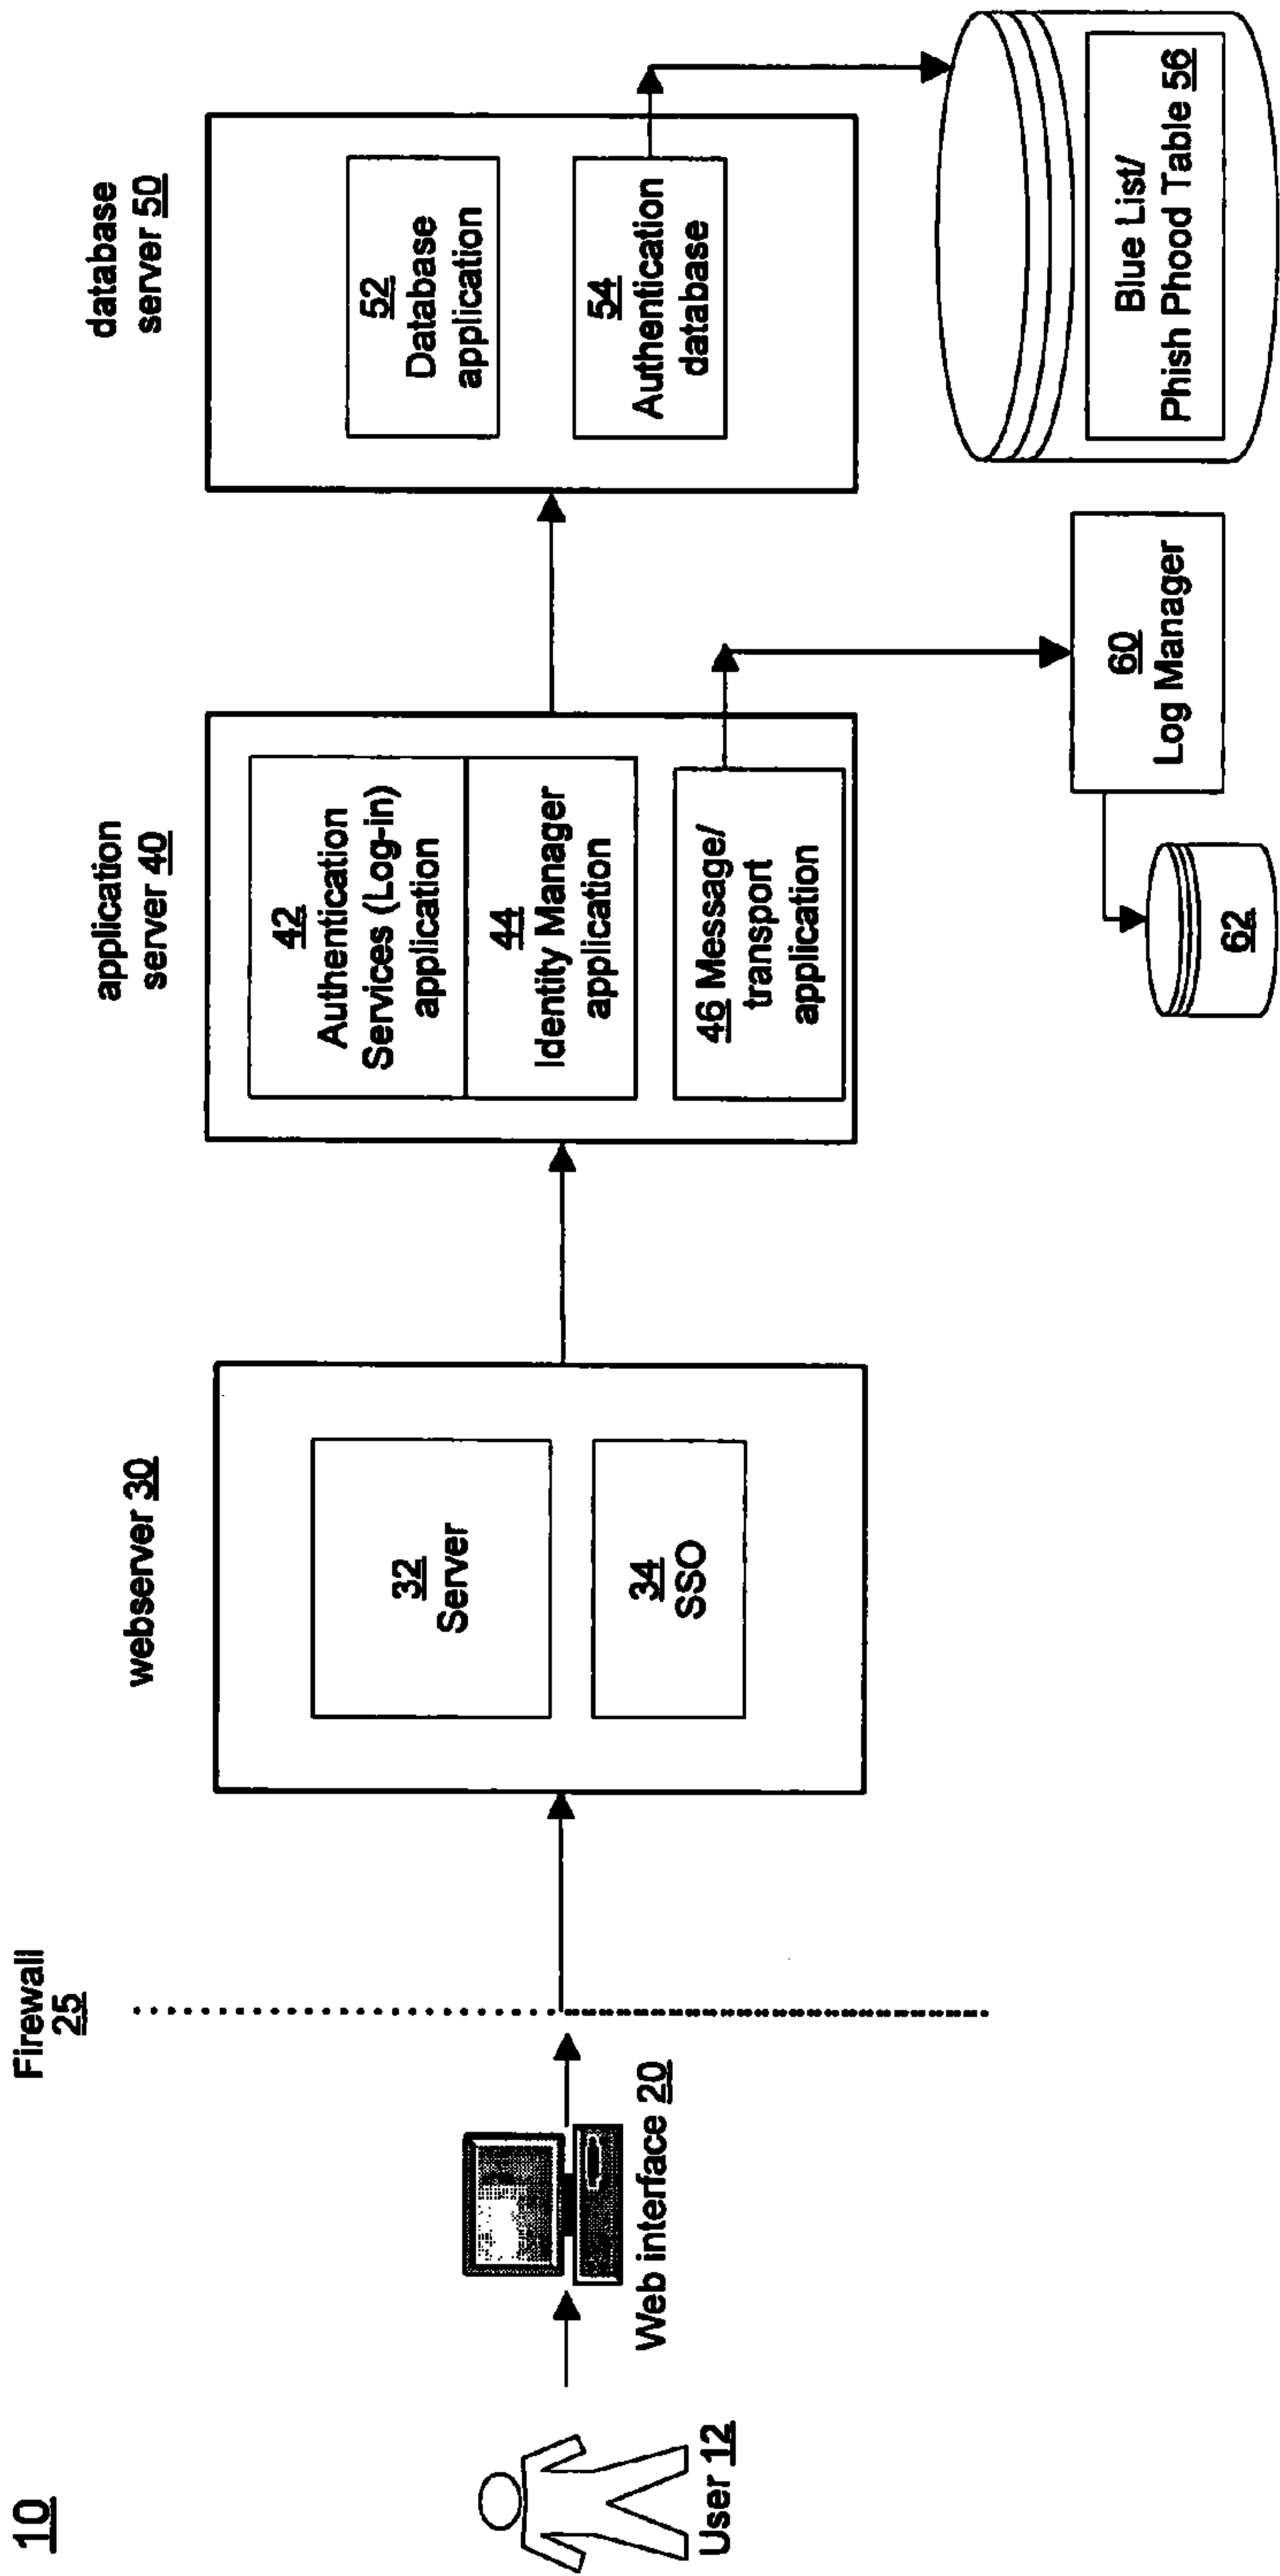 10
User 12
Web interface 20
Firewall
25
webserver 30
32
Server
34
SSO
application
server 40
42
Authentication
Services (Log-in)
application
44
Identity Manager
application
46 Message/
transport
application
database
server 50
52
Database
application
54
Authentication
database
62
60
Log Manager
Blue List/
Phish Phood Table 56